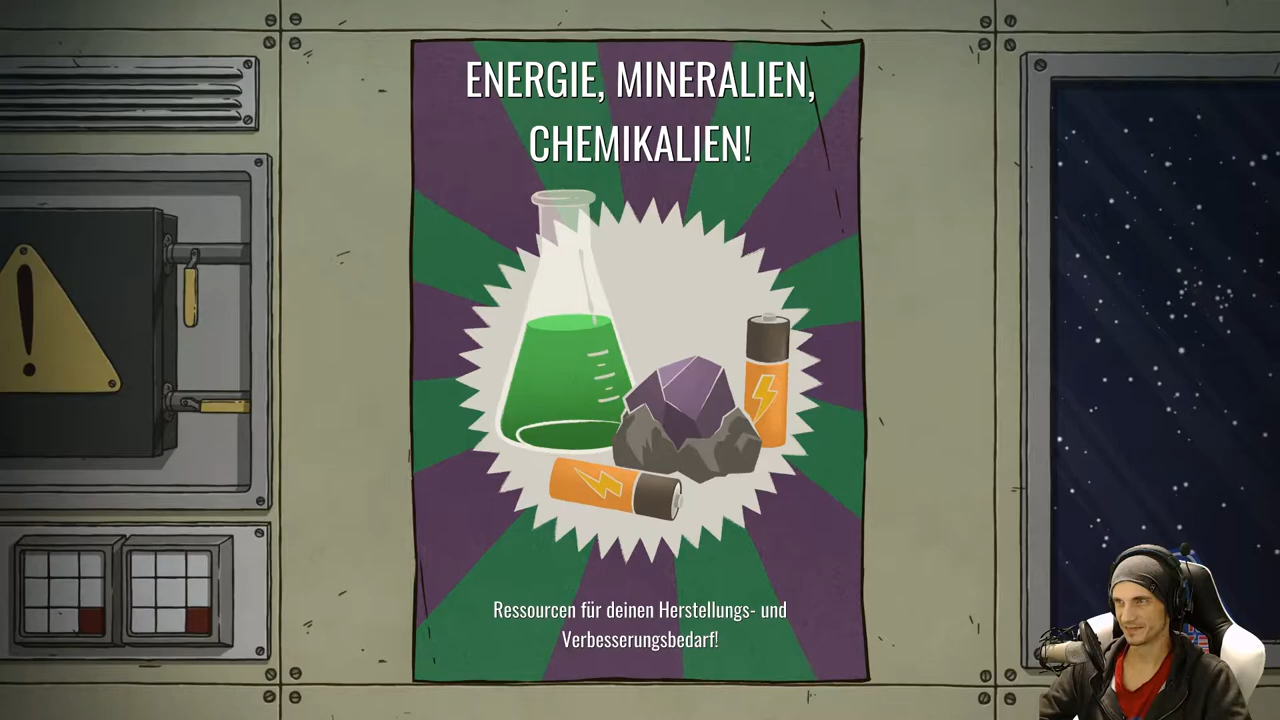 ENERGIE, MINERALIEN,
CHEMIKALIEN!
Ressourcen für deinen Herstellungs- und
Verbesserungsbedarf!